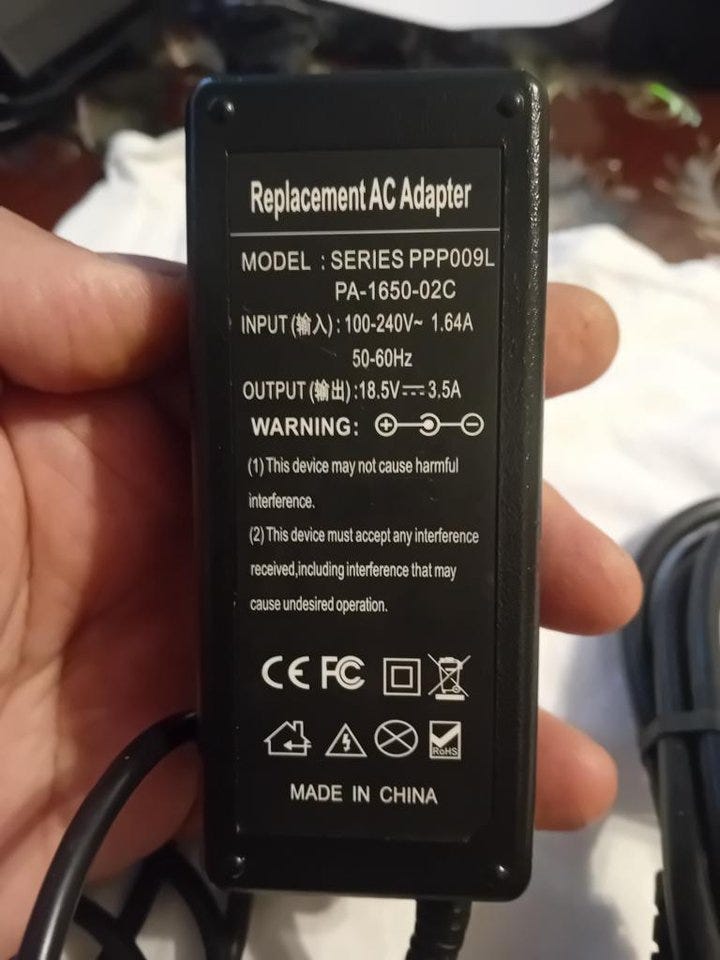 Replacement AC Adapter
MODEL : SERIES PPP009L
PA-1650-02C
INPUT (输入) : 100-240V~ 1.64A
50-60Hz
OUTPUT (输出) :18.5V⎓3.5A
WARNING:
(1) This device may not cause harmful
interference.
(2) This device must accept any interference
received,including interference that may
cause undesired operation.
CE FC
RoHS
MADE IN CHINA